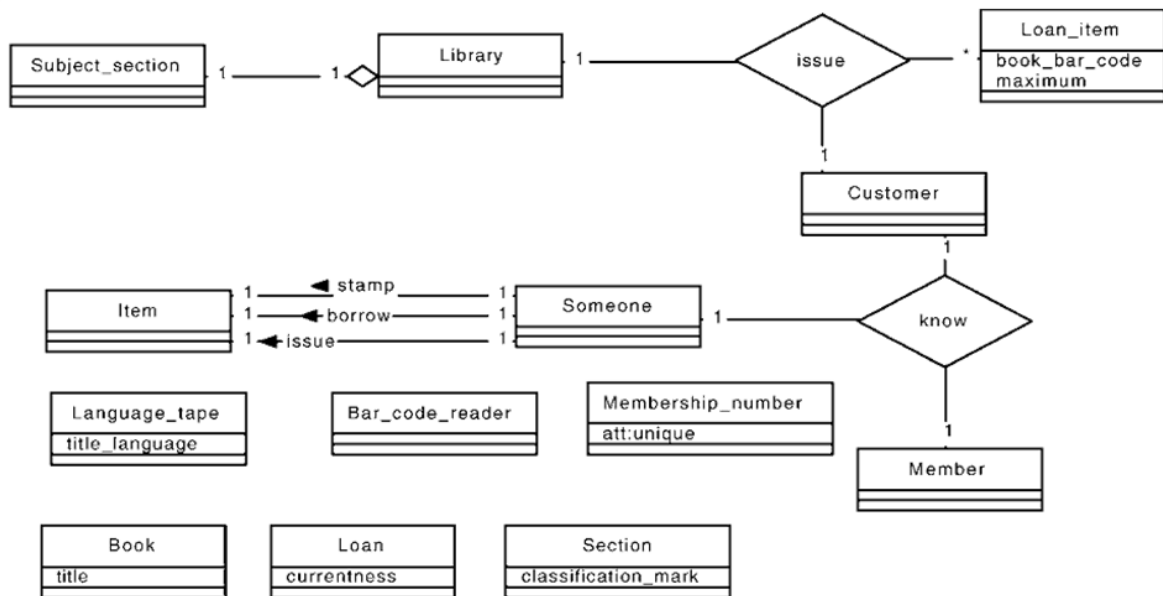 Subject_section
1
1
Library
1
issue
*
Loan_item
book_bar_code
maximum
1
Customer
1
Item
1
stamp
1
1
borrow
1
1
issue
1
Someone
1
know
1
Member
Language_tape
title_language
Bar_code_reader
Membership_number
att:unique
Book
title
Loan
currentness
Section
classification_mark